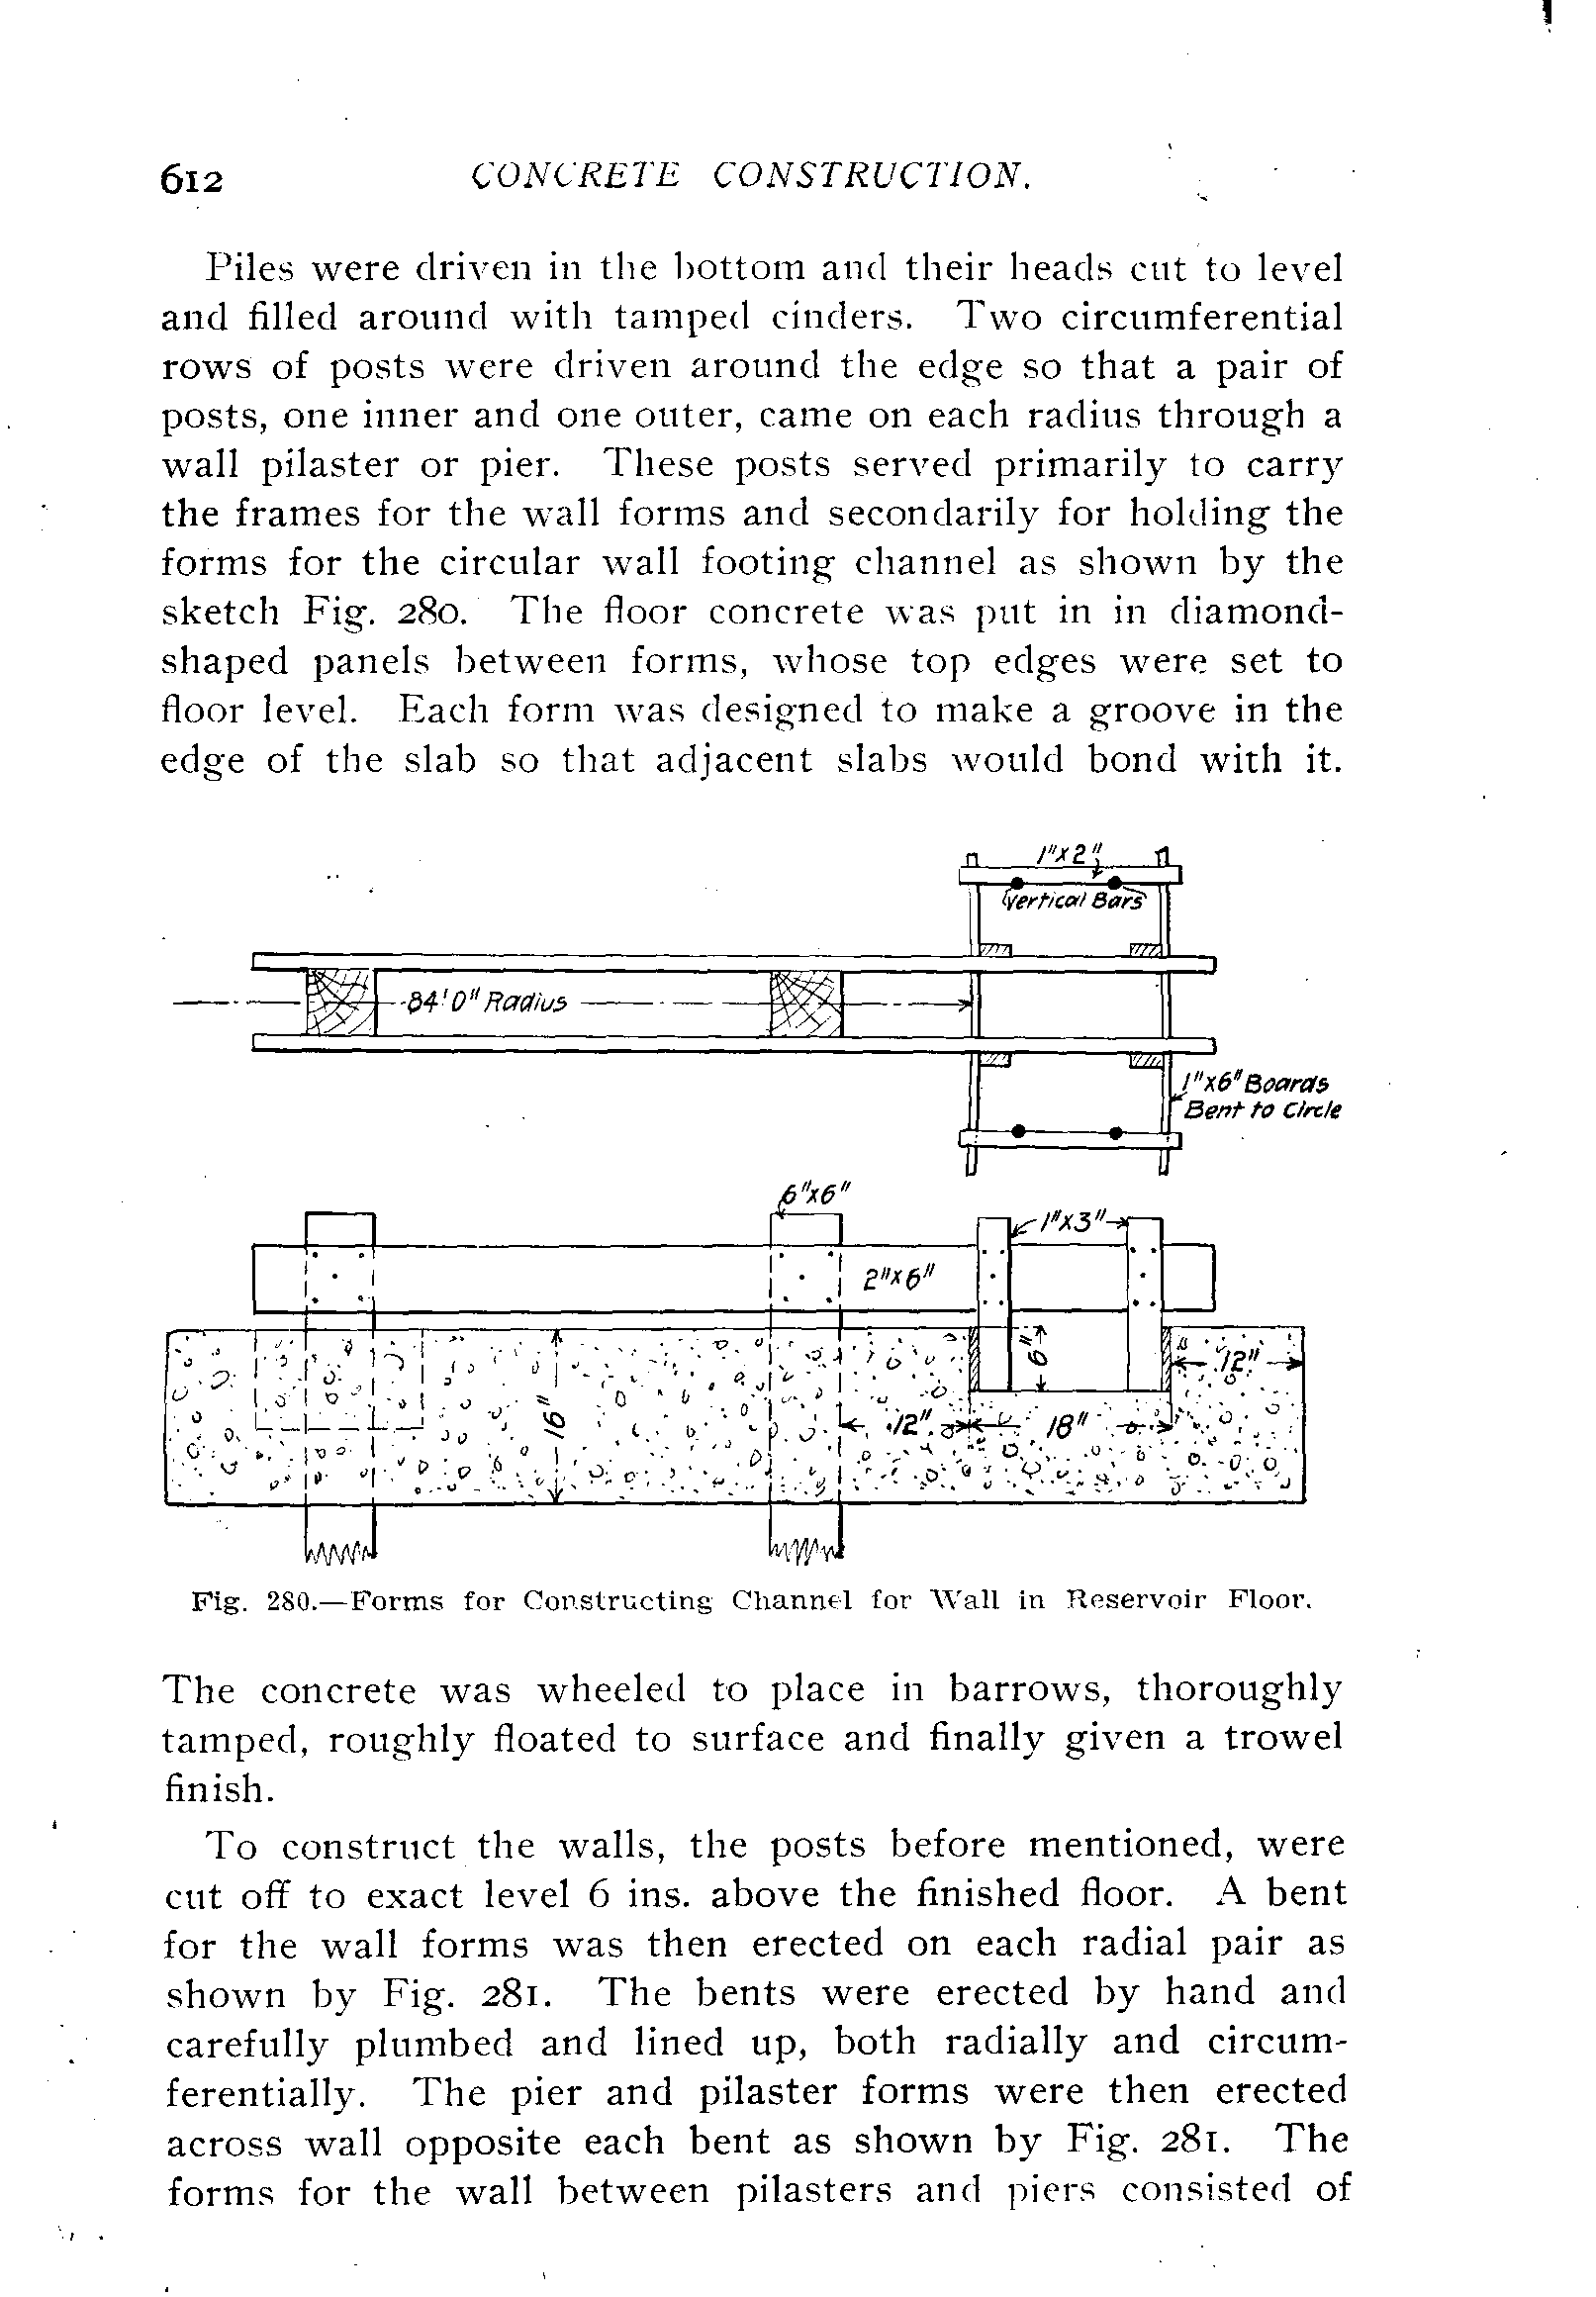 612 CONCRETE CONSTRUCTION.
Piles were driven in the bottom and their heads cut to level
and filled around with tamped cinders. Two circumferential
rows of posts were driven around the edge so that a pair of
posts, one inner and one outer, came on each radius through a
wall pilaster or pier. These posts served primarily to carry
the frames for the wall forms and secondarily for holding the
forms for the circular wall footing channel as shown by the
sketch Fig. 280. The floor concrete was put in in diamond-
shaped panels between forms, whose top edges were set to
floor level. Each form was designed to make a groove in the
edge of the slab so that adjacent slabs would bond with it.
1"x2"
Vertical Bars
84'0" Radius
1"x6" Boards
Bent to Circle
6"x6"
1"x3"
2"x6"
6"
12"
16"
12"
18"
Fig. 280.—Forms for Constructing Channel for Wall in Reservoir Floor.
The concrete was wheeled to place in barrows, thoroughly
tamped, roughly floated to surface and finally given a trowel
finish.
To construct the walls, the posts before mentioned, were
cut off to exact level 6 ins. above the finished floor. A bent
for the wall forms was then erected on each radial pair as
shown by Fig. 281. The bents were erected by hand and
carefully plumbed and lined up, both radially and circum-
ferentially. The pier and pilaster forms were then erected
across wall opposite each bent as shown by Fig. 281. The
forms for the wall between pilasters and piers consisted of